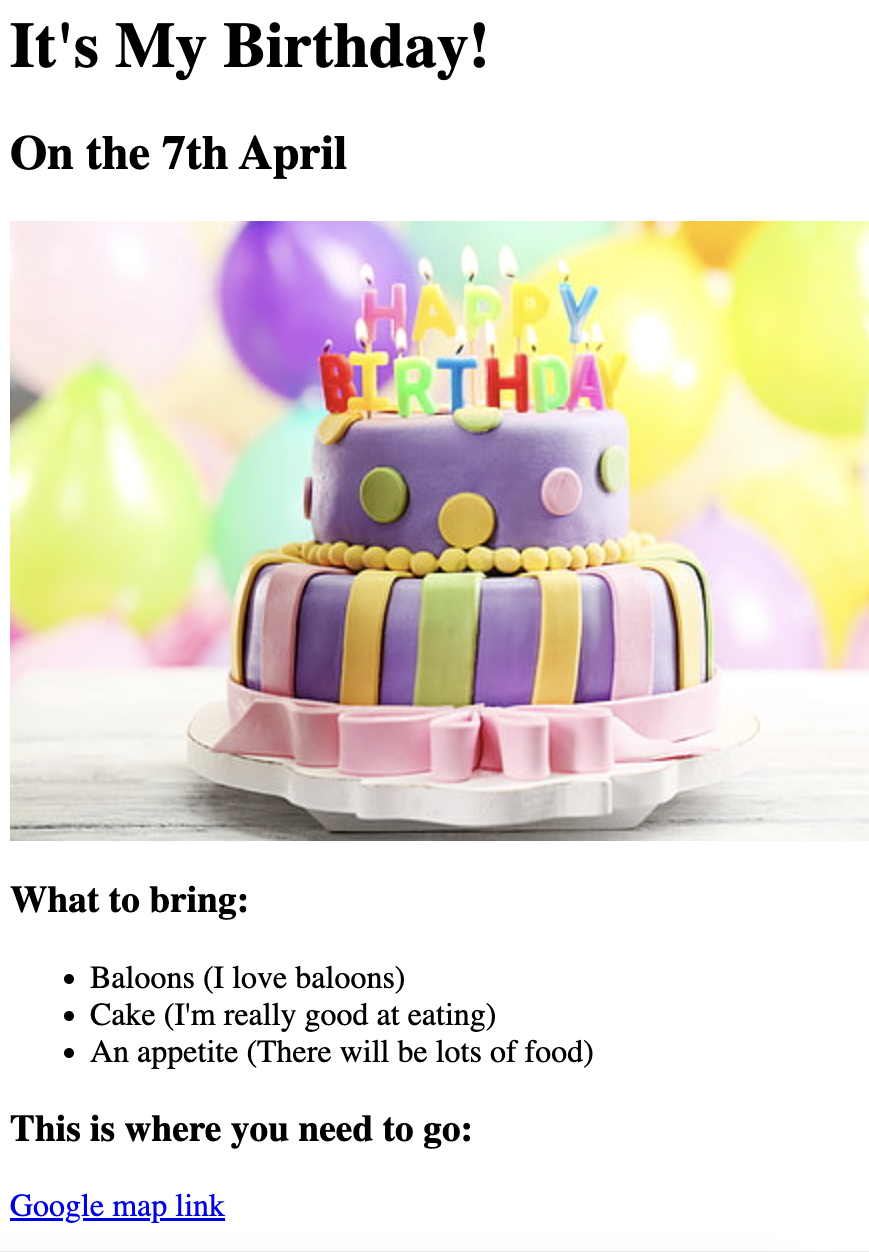 It's My Birthday!
On the 7th April
HAPPY
BIRTHDAY
What to bring:
Baloons (I love baloons)
Cake (I'm really good at eating)
An appetite (There will be lots of food)
This is where you need to go:
Google map link